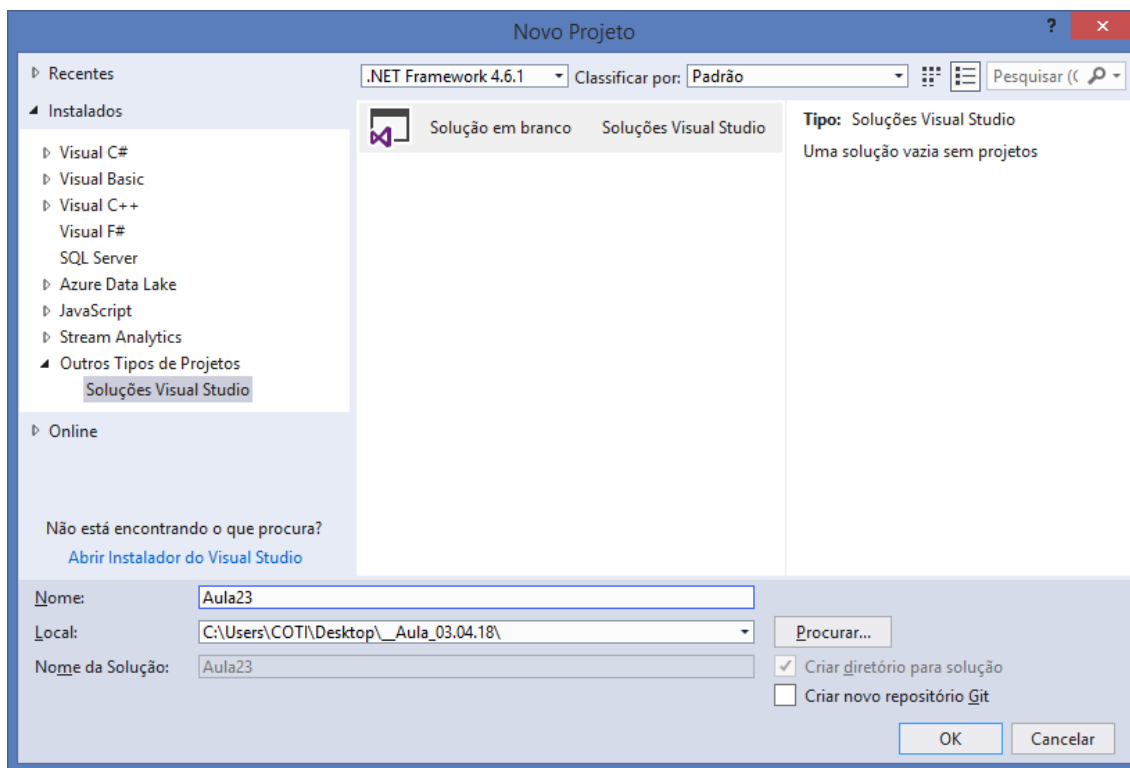 Novo Projeto
?
Recentes
Instalados
Visual C#
Visual Basic
Visual C++
Visual F#
SQL Server
Azure Data Lake
JavaScript
Stream Analytics
Outros Tipos de Projetos
Soluções Visual Studio
Online
Não está encontrando o que procura?
Abrir Instalador do Visual Studio
.NET Framework 4.6.1 Classificar por: Padrão Pesquisar ((
Solução em branco Soluções Visual Studio
Tipo: Soluções Visual Studio
Uma solução vazia sem projetos
Nome: Aula23
Local: C:\Users\COTI\Desktop\__Aula_03.04.18\ Procurar...
Nome da Solução: Aula23
Criar diretório para solução
Criar novo repositório Git
OK Cancelar